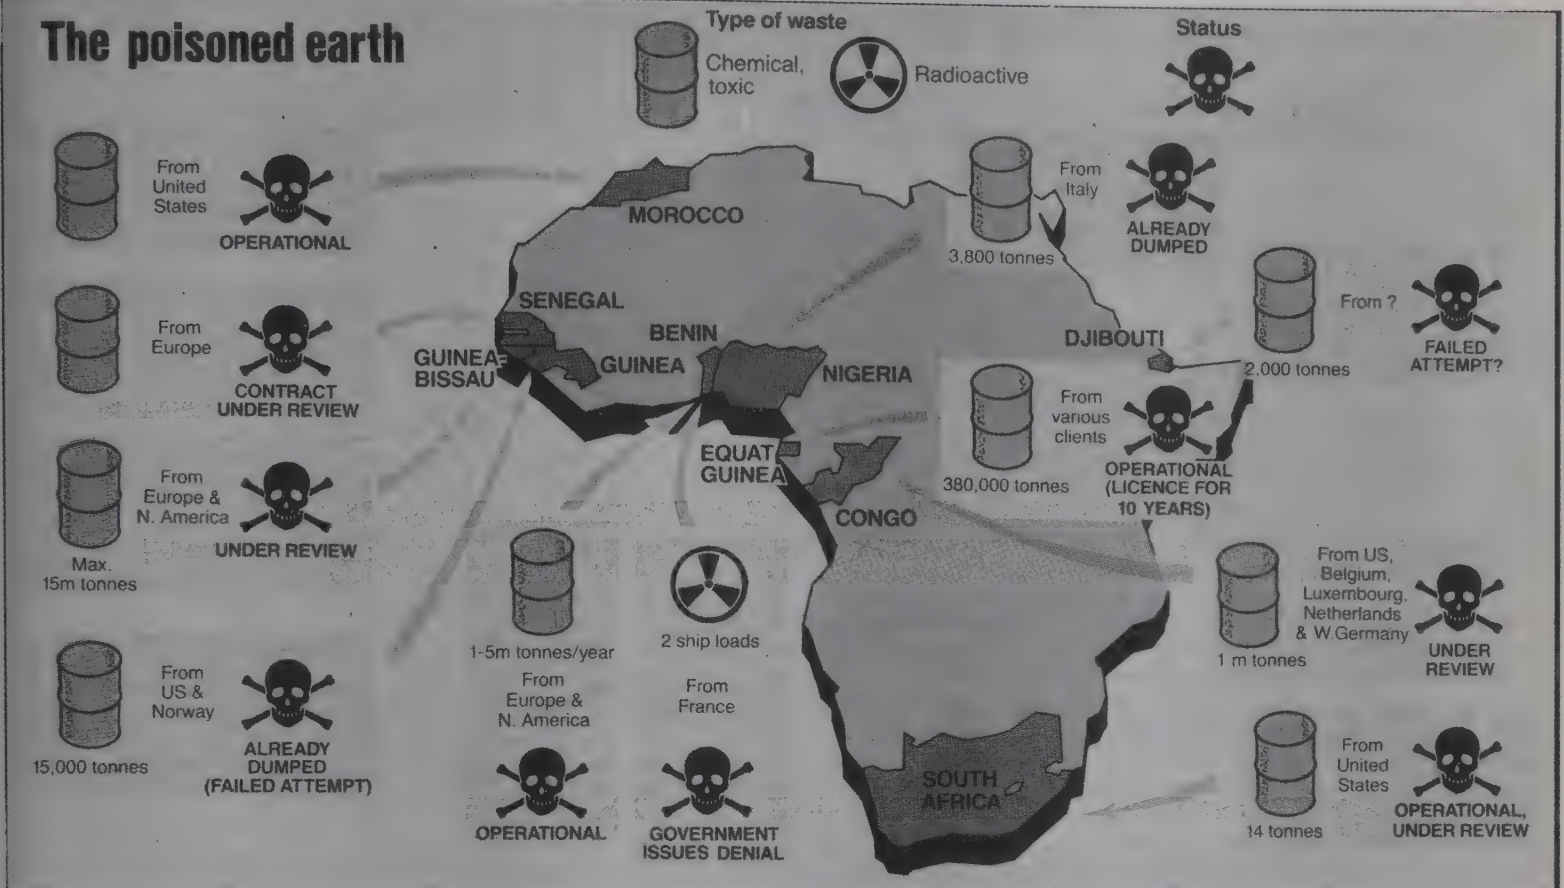 The poisoned earth
Type of waste
Chemical,
toxic
Radioactive
Status
From
United
States
OPERATIONAL
From
Europe
CONTRACT
UNDER REVIEW
From
Europe &
N. America
Max.
15m tonnes
UNDER REVIEW
From
US &
Norway
15,000 tonnes
ALREADY
DUMPED
(FAILED ATTEMPT)
MOROCCO
SENEGAL
GUINEA-
BISSAU
GUINEA
BENIN
NIGERIA
EQUAT
GUINEA
CONGO
DJIBOUTI
SOUTH
AFRICA
1-5m tonnes/year
From
Europe &
N. America
OPERATIONAL
2 ship loads
From
France
GOVERNMENT
ISSUES DENIAL
From
Italy
3,800 tonnes
ALREADY
DUMPED
From ?
2,000 tonnes
FAILED
ATTEMPT?
From
various
clients
380,000 tonnes
OPERATIONAL
(LICENCE FOR
10 YEARS)
From US,
Belgium,
Luxembourg,
Netherlands
& W.Germany
1 m tonnes
UNDER
REVIEW
From
United
States
14 tonnes
OPERATIONAL,
UNDER REVIEW